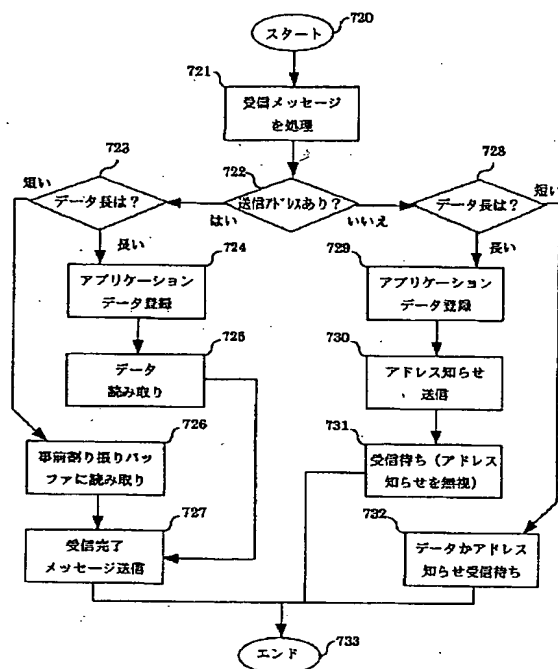 スタート
720
721
受信メッセージ
を処理
723
722
728
短い
データ長は?
送信アドレスあり?
データ長は?
短い
はい
いいえ
長い
長い
724
729
アプリケーション
データ登録
アプリケーション
データ登録
725
730
データ
読み取り
アドレス知らせ
送信
726
731
事前割り振りバッ
ファに読み取り
受信待ち(アドレス
知らせを無視)
727
732
受信完了
メッセージ送信
データかアドレス
知らせ受信待ち
エンド
733